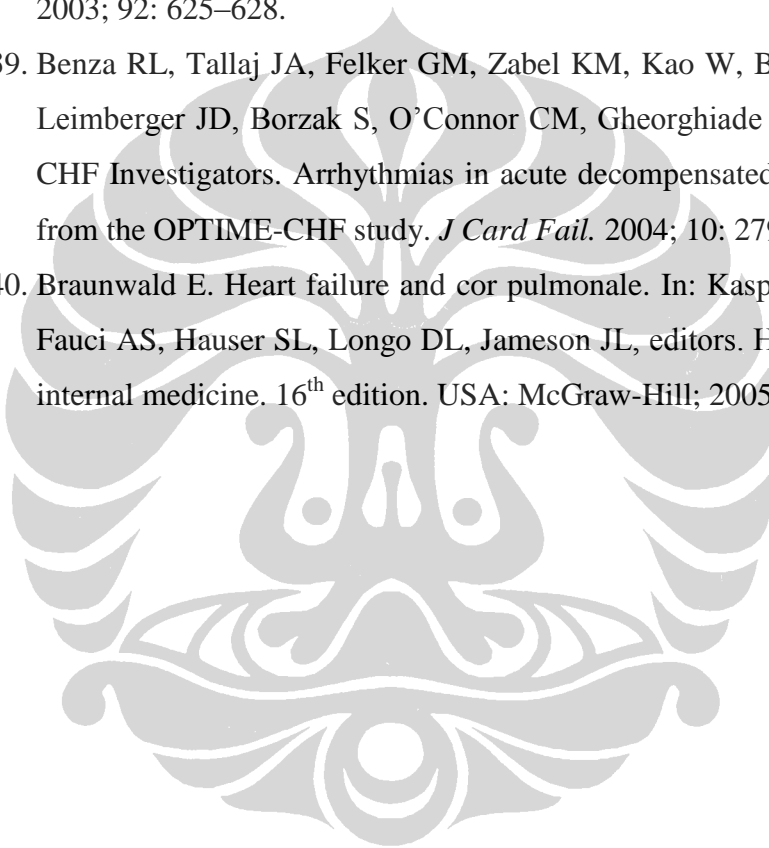 2003; 92: 625–628.
39. Benza RL, Tallaj JA, Felker GM, Zabel KM, Kao W, B
Leimberger JD, Borzak S, O’Connor CM, Gheorghiade
CHF Investigators. Arrhythmias in acute decompensated
from the OPTIME-CHF study. J Card Fail. 2004; 10: 279
40. Braunwald E. Heart failure and cor pulmonale. In: Kasp
Fauci AS, Hauser SL, Longo DL, Jameson JL, editors. H
internal medicine. 16th edition. USA: McGraw-Hill; 2005